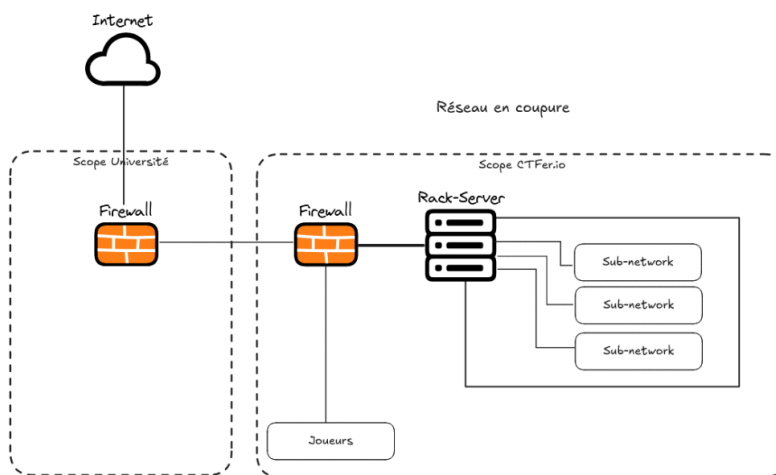 Internet
Réseau en coupure
Scope Université
Scope CTFer.io
Firewall
Firewall
Rack-Server
Sub-network
Sub-network
Sub-network
Joueurs